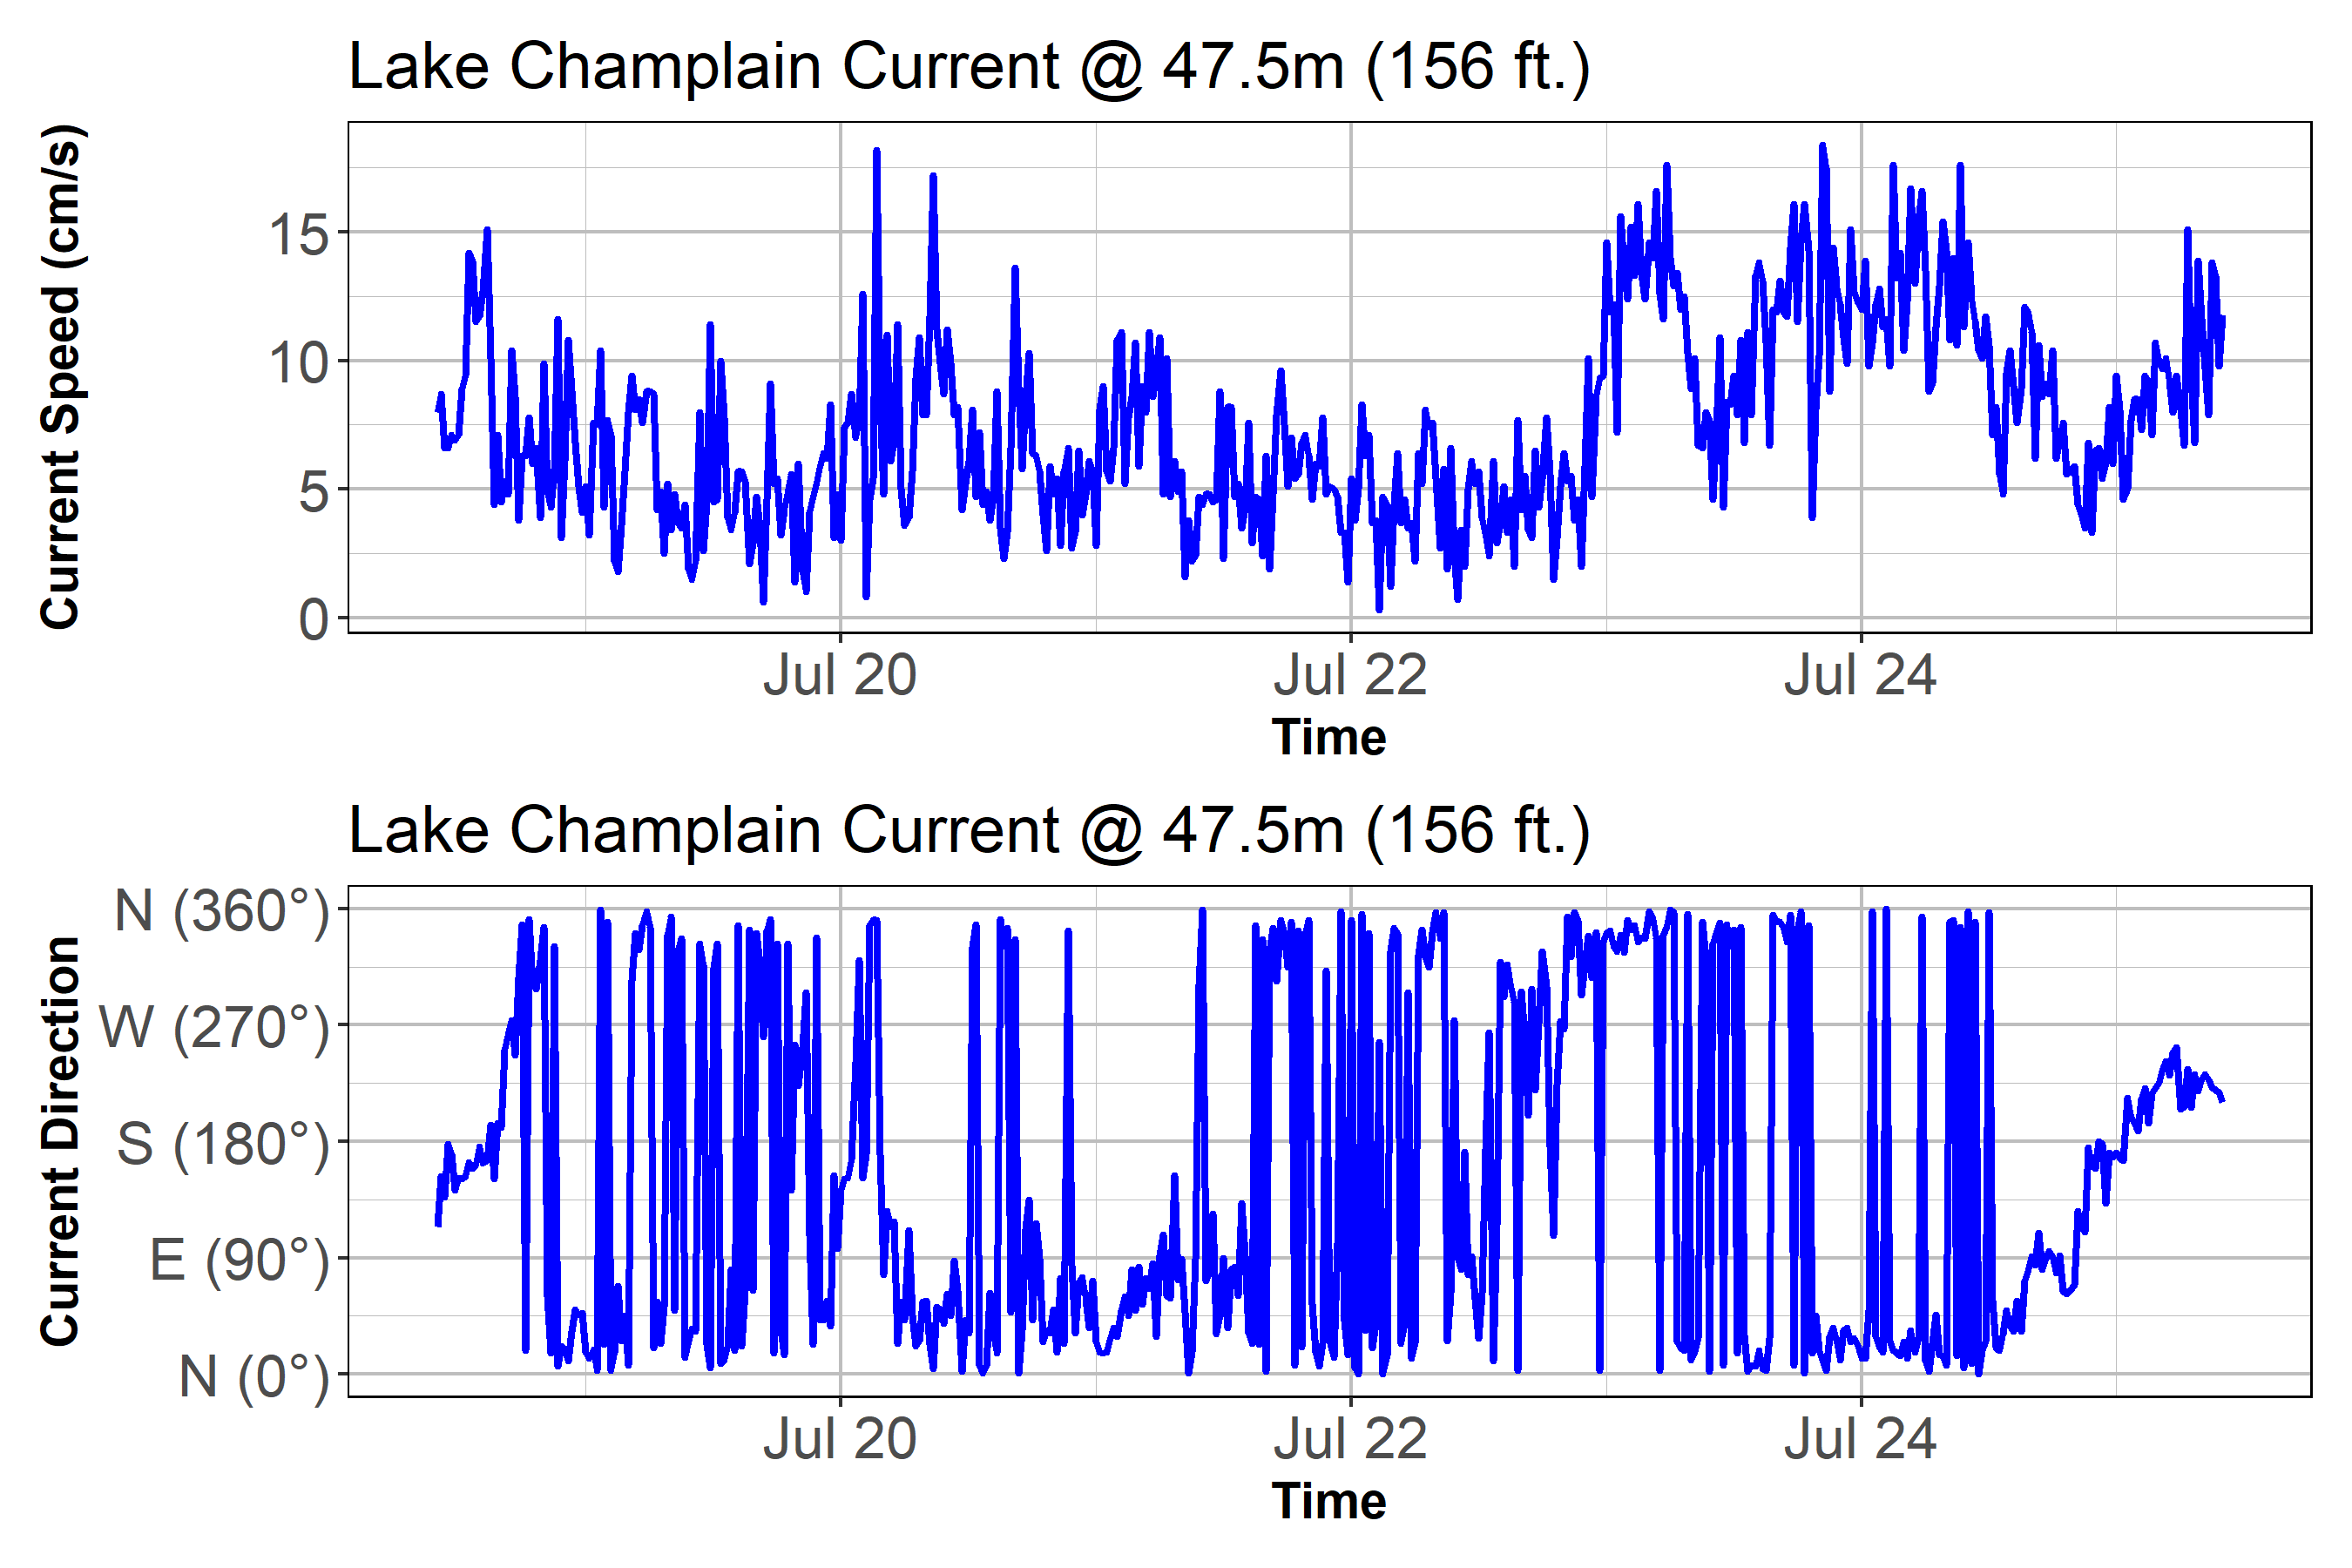 Lake Champlain Current @ 47.5m (156 ft.)
Current Speed (cm/s)
15
10
5
0
Jul 20 Jul 22 Jul 24
Time
Lake Champlain Current @ 47.5m (156 ft.)
Current Direction
N (360°)
W (270°)
S (180°)
E (90°)
N (0°)
Jul 20 Jul 22 Jul 24
Time